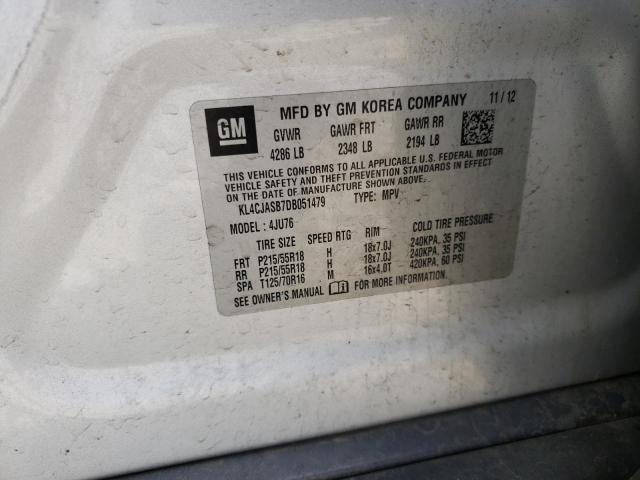 GM
MFD BY GM KOREA COMPANY 11/12
GVWR GAWR FRT GAWR RR
4286 LB 2348 LB 2194 LB
THIS VEHICLE CONFORMS TO ALL APPLICABLE U.S. FEDERAL MOTOR
VEHICLE SAFETY AND THEFT PREVENTION STANDARDS IN EFFECT
ON THE DATE OF MANUFACTURE SHOWN ABOVE.
KL4CJASB7DB051479 TYPE: MPV
MODEL: 4JU76
TIRE SIZE SPEED RTG RIM COLD TIRE PRESSURE
FRT P215/55R18 H 18x7.0J 240KPA, 35 PSI
RR P215/55R18 H 18x7.0J 240KPA, 35 PSI
SPA T125/70R16 M 16x4.0T 420KPA, 60 PSI
SEE OWNER'S MANUAL FOR MORE INFORMATION.